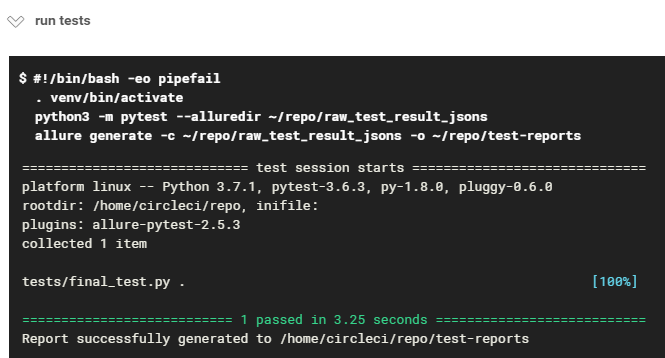 run tests
$ #!/bin/bash -eo pipefail
. venv/bin/activate
python3 -m pytest --alluredir ~/repo/raw_test_result_jsons
allure generate -c ~/repo/raw_test_result_jsons -o ~/repo/test-reports
============================= test session starts ==============================
platform linux -- Python 3.7.1, pytest-3.6.3, py-1.8.0, pluggy-0.6.0
rootdir: /home/circleci/repo, inifile:
plugins: allure-pytest-2.5.3
collected 1 item
tests/final_test.py . [100%]
=========================== 1 passed in 3.25 seconds ===========================
Report successfully generated to /home/circleci/repo/test-reports